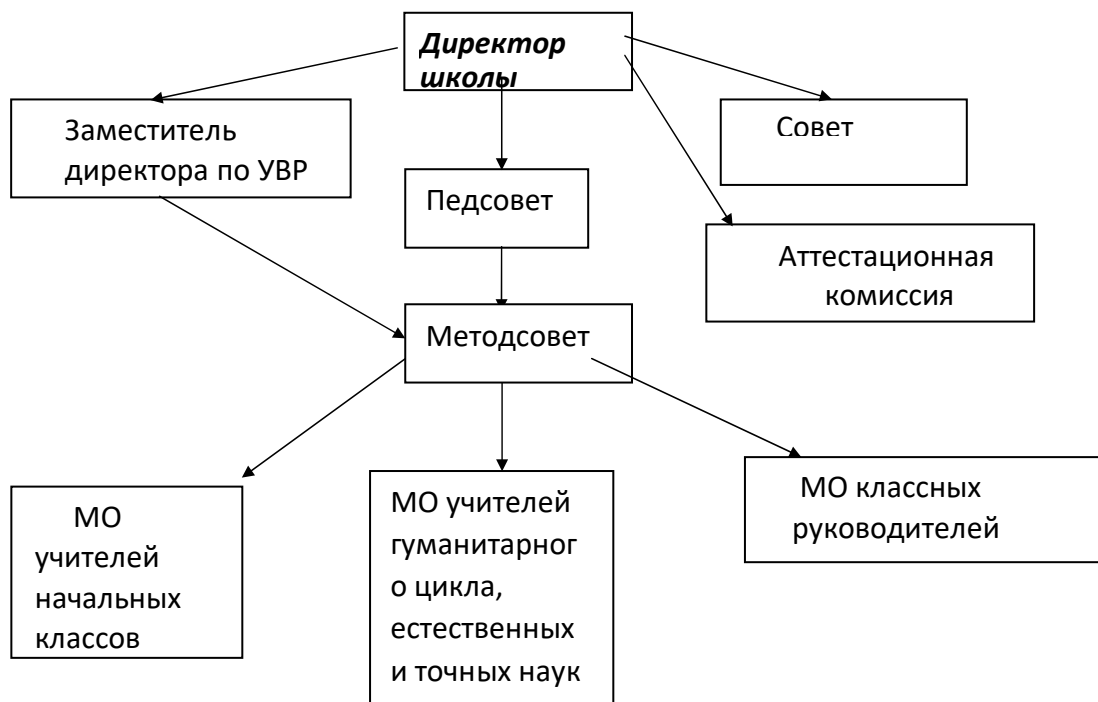 Директор
школы
Заместитель
директора по УВР
Совет
Педсовет
Аттестационная
комиссия
Методсовет
МО
учителей
начальных
классов
МО учителей
гуманитарног
о цикла,
естественных
и точных наук
МО классных
руководителей